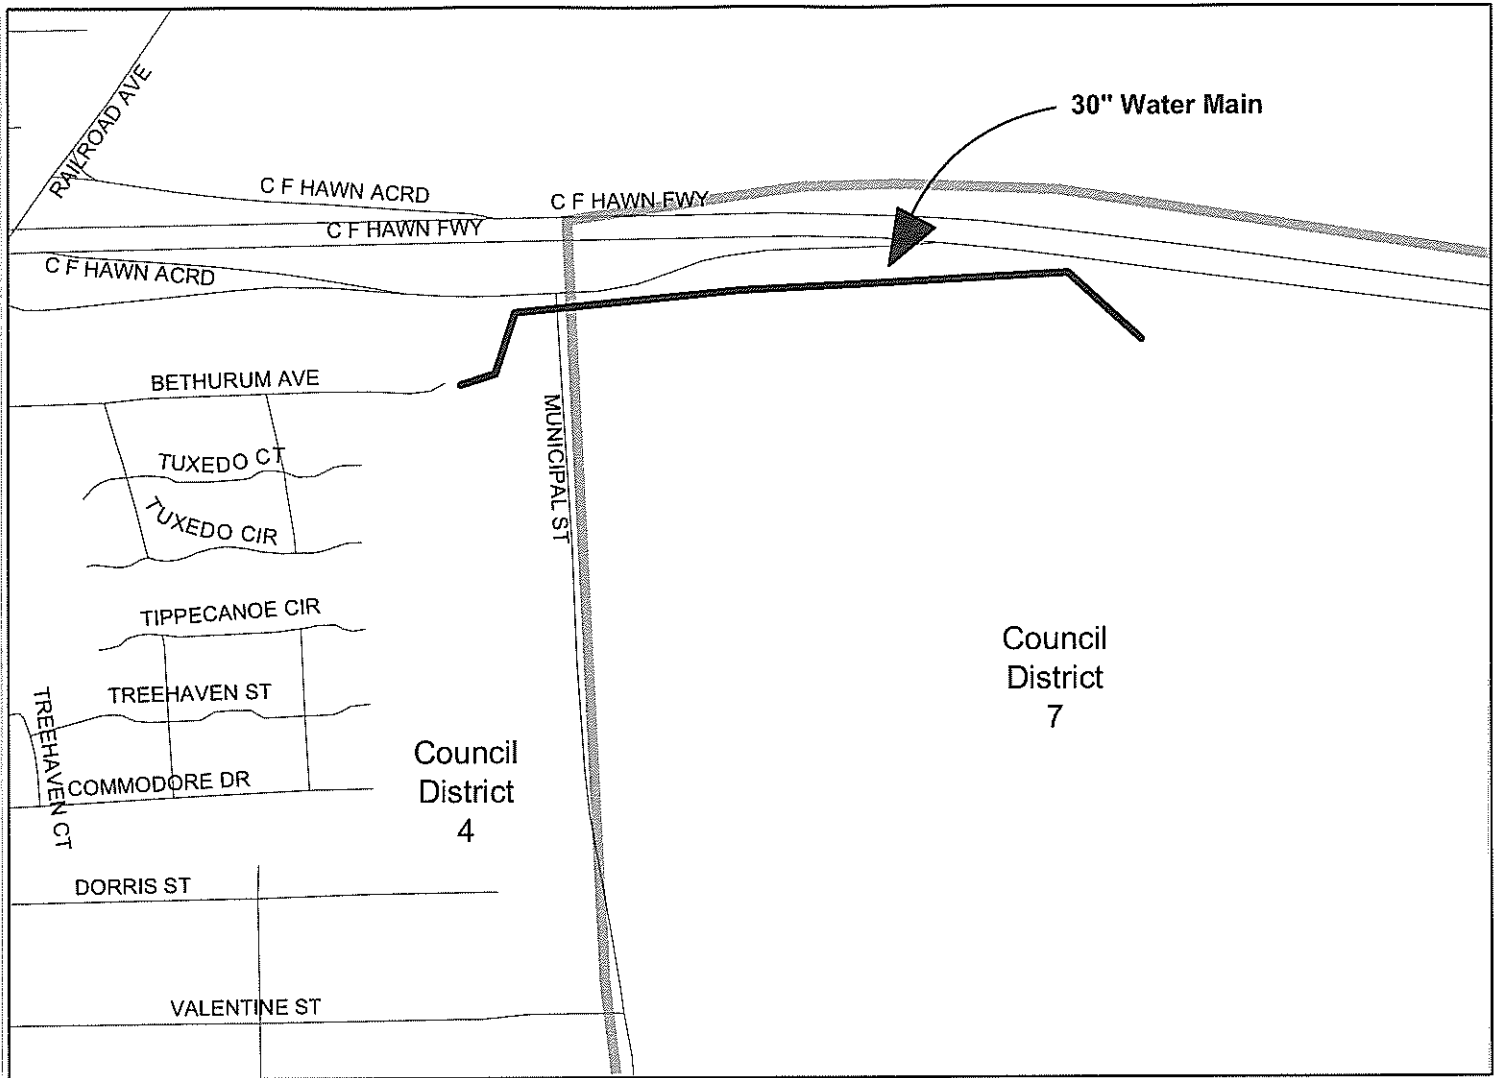 RAILROAD AVE
30" Water Main
C F HAWN ACRD
C F HAWN FWY
C F HAWN FWY
C F HAWN ACRD
BETHURUM AVE
MUNICIPAL ST
TUXEDO CT
TUXEDO CIR
TIPPECANOE CIR
TREEHAVEN ST
TREEHAVEN CT
COMMODORE DR
Council
District
4
Council
District
7
DORRIS ST
VALENTINE ST